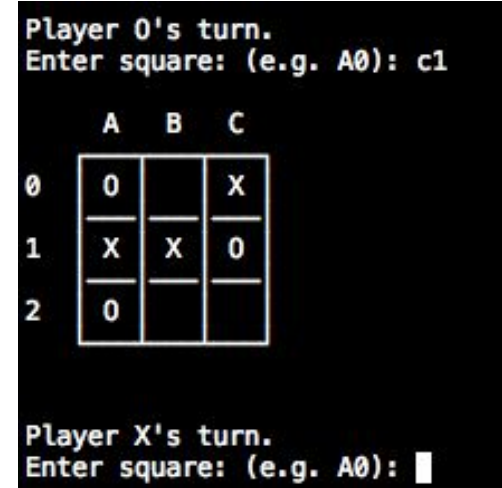 Player O's turn.
Enter square: (e.g. A0): c1
A B C
0 O X
1 X X O
2 O
Player X's turn.
Enter square: (e.g. A0):